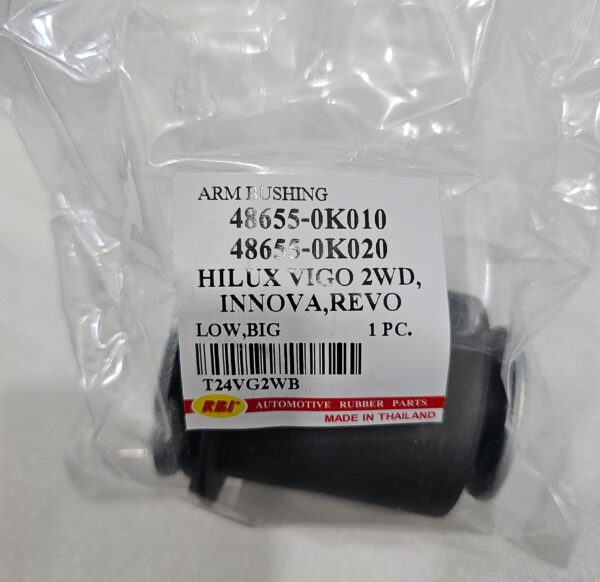 ARM BUSHING
48655-0K010
48655-0K020
HILUX VIGO 2WD,
INNOVA,REVO
LOW,BIG 1 PC.
T24VG2WB
RBI® AUTOMOTIVE RUBBER PARTS
MADE IN THAILAND